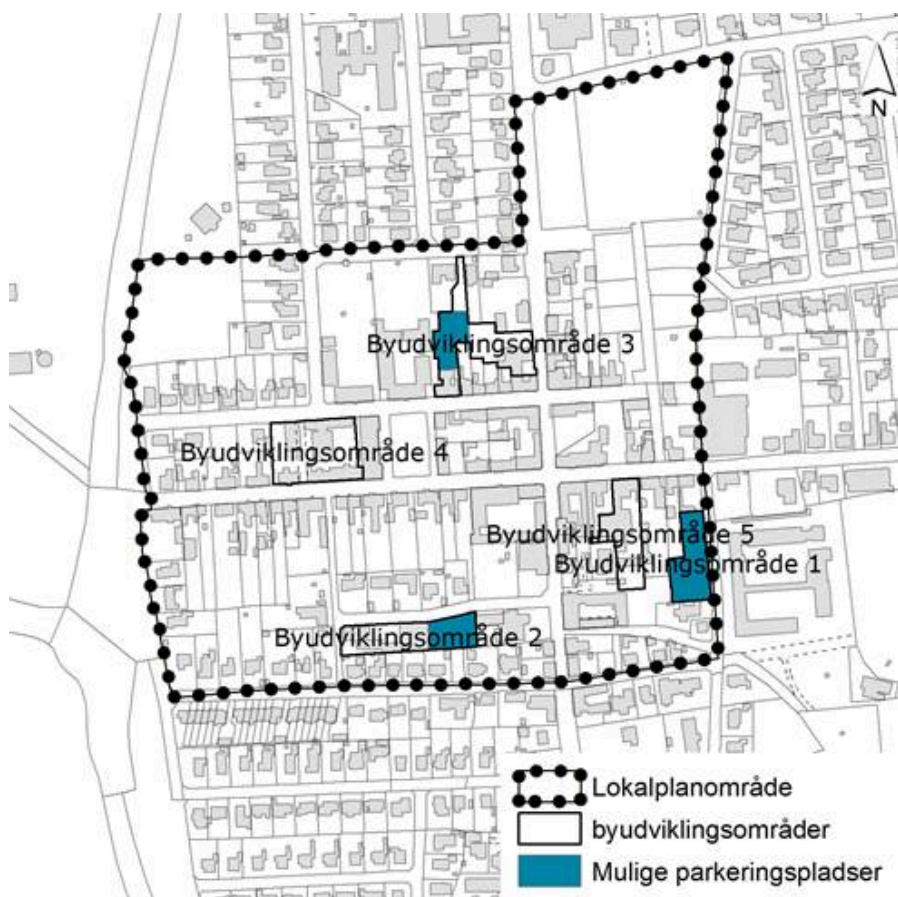 N
Byudviklingsområde 3
Byudviklingsområde 4
Byudviklingsområde 5
Byudviklingsområde 1
Byudviklingsområde 2
Lokalplanområde
byudviklingsområder
Mulige parkeringspladser